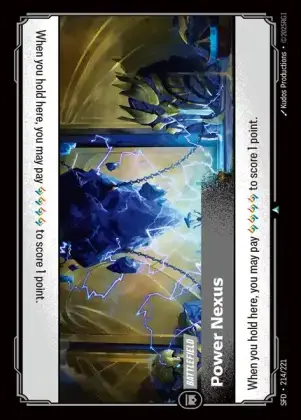 When you hold here, you may pay to score 1 point.
BATTLEFIELD
Power Nexus
When you hold here, you may pay to score 1 point.
SFD • 214/221
Kudos Productions • ©2025RGI